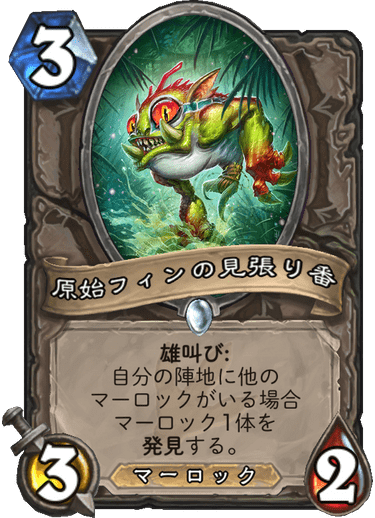 3
原始フィンの見張り番
雄叫び:
自分の陣地に他の
マーロックがいる場合
マーロック1体を
発見する。
3
マーロック
2